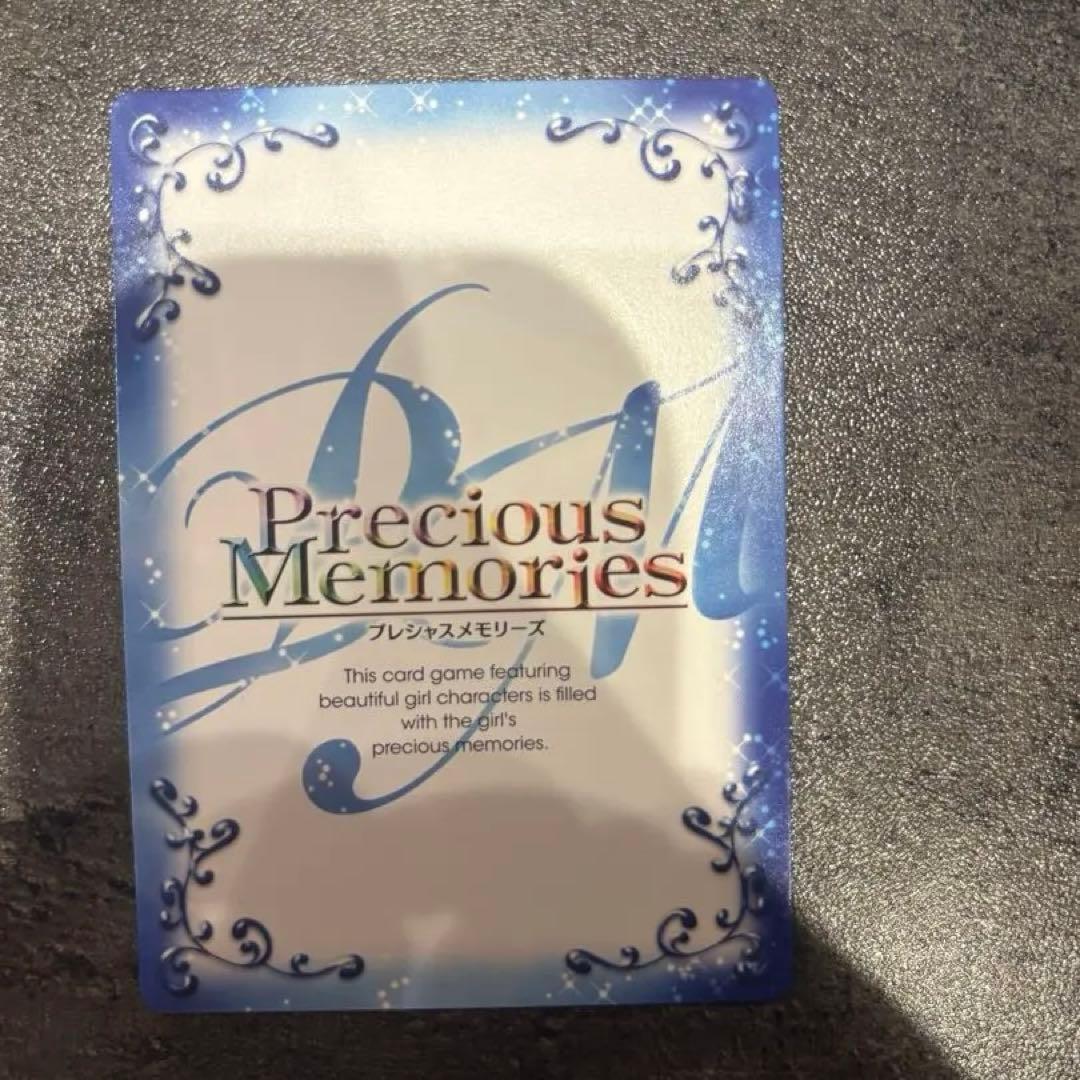 Precious
Memories
プレシャスメモリーズ
This card game featuring
beautiful girl characters is filled
with the girl's
precious memories.